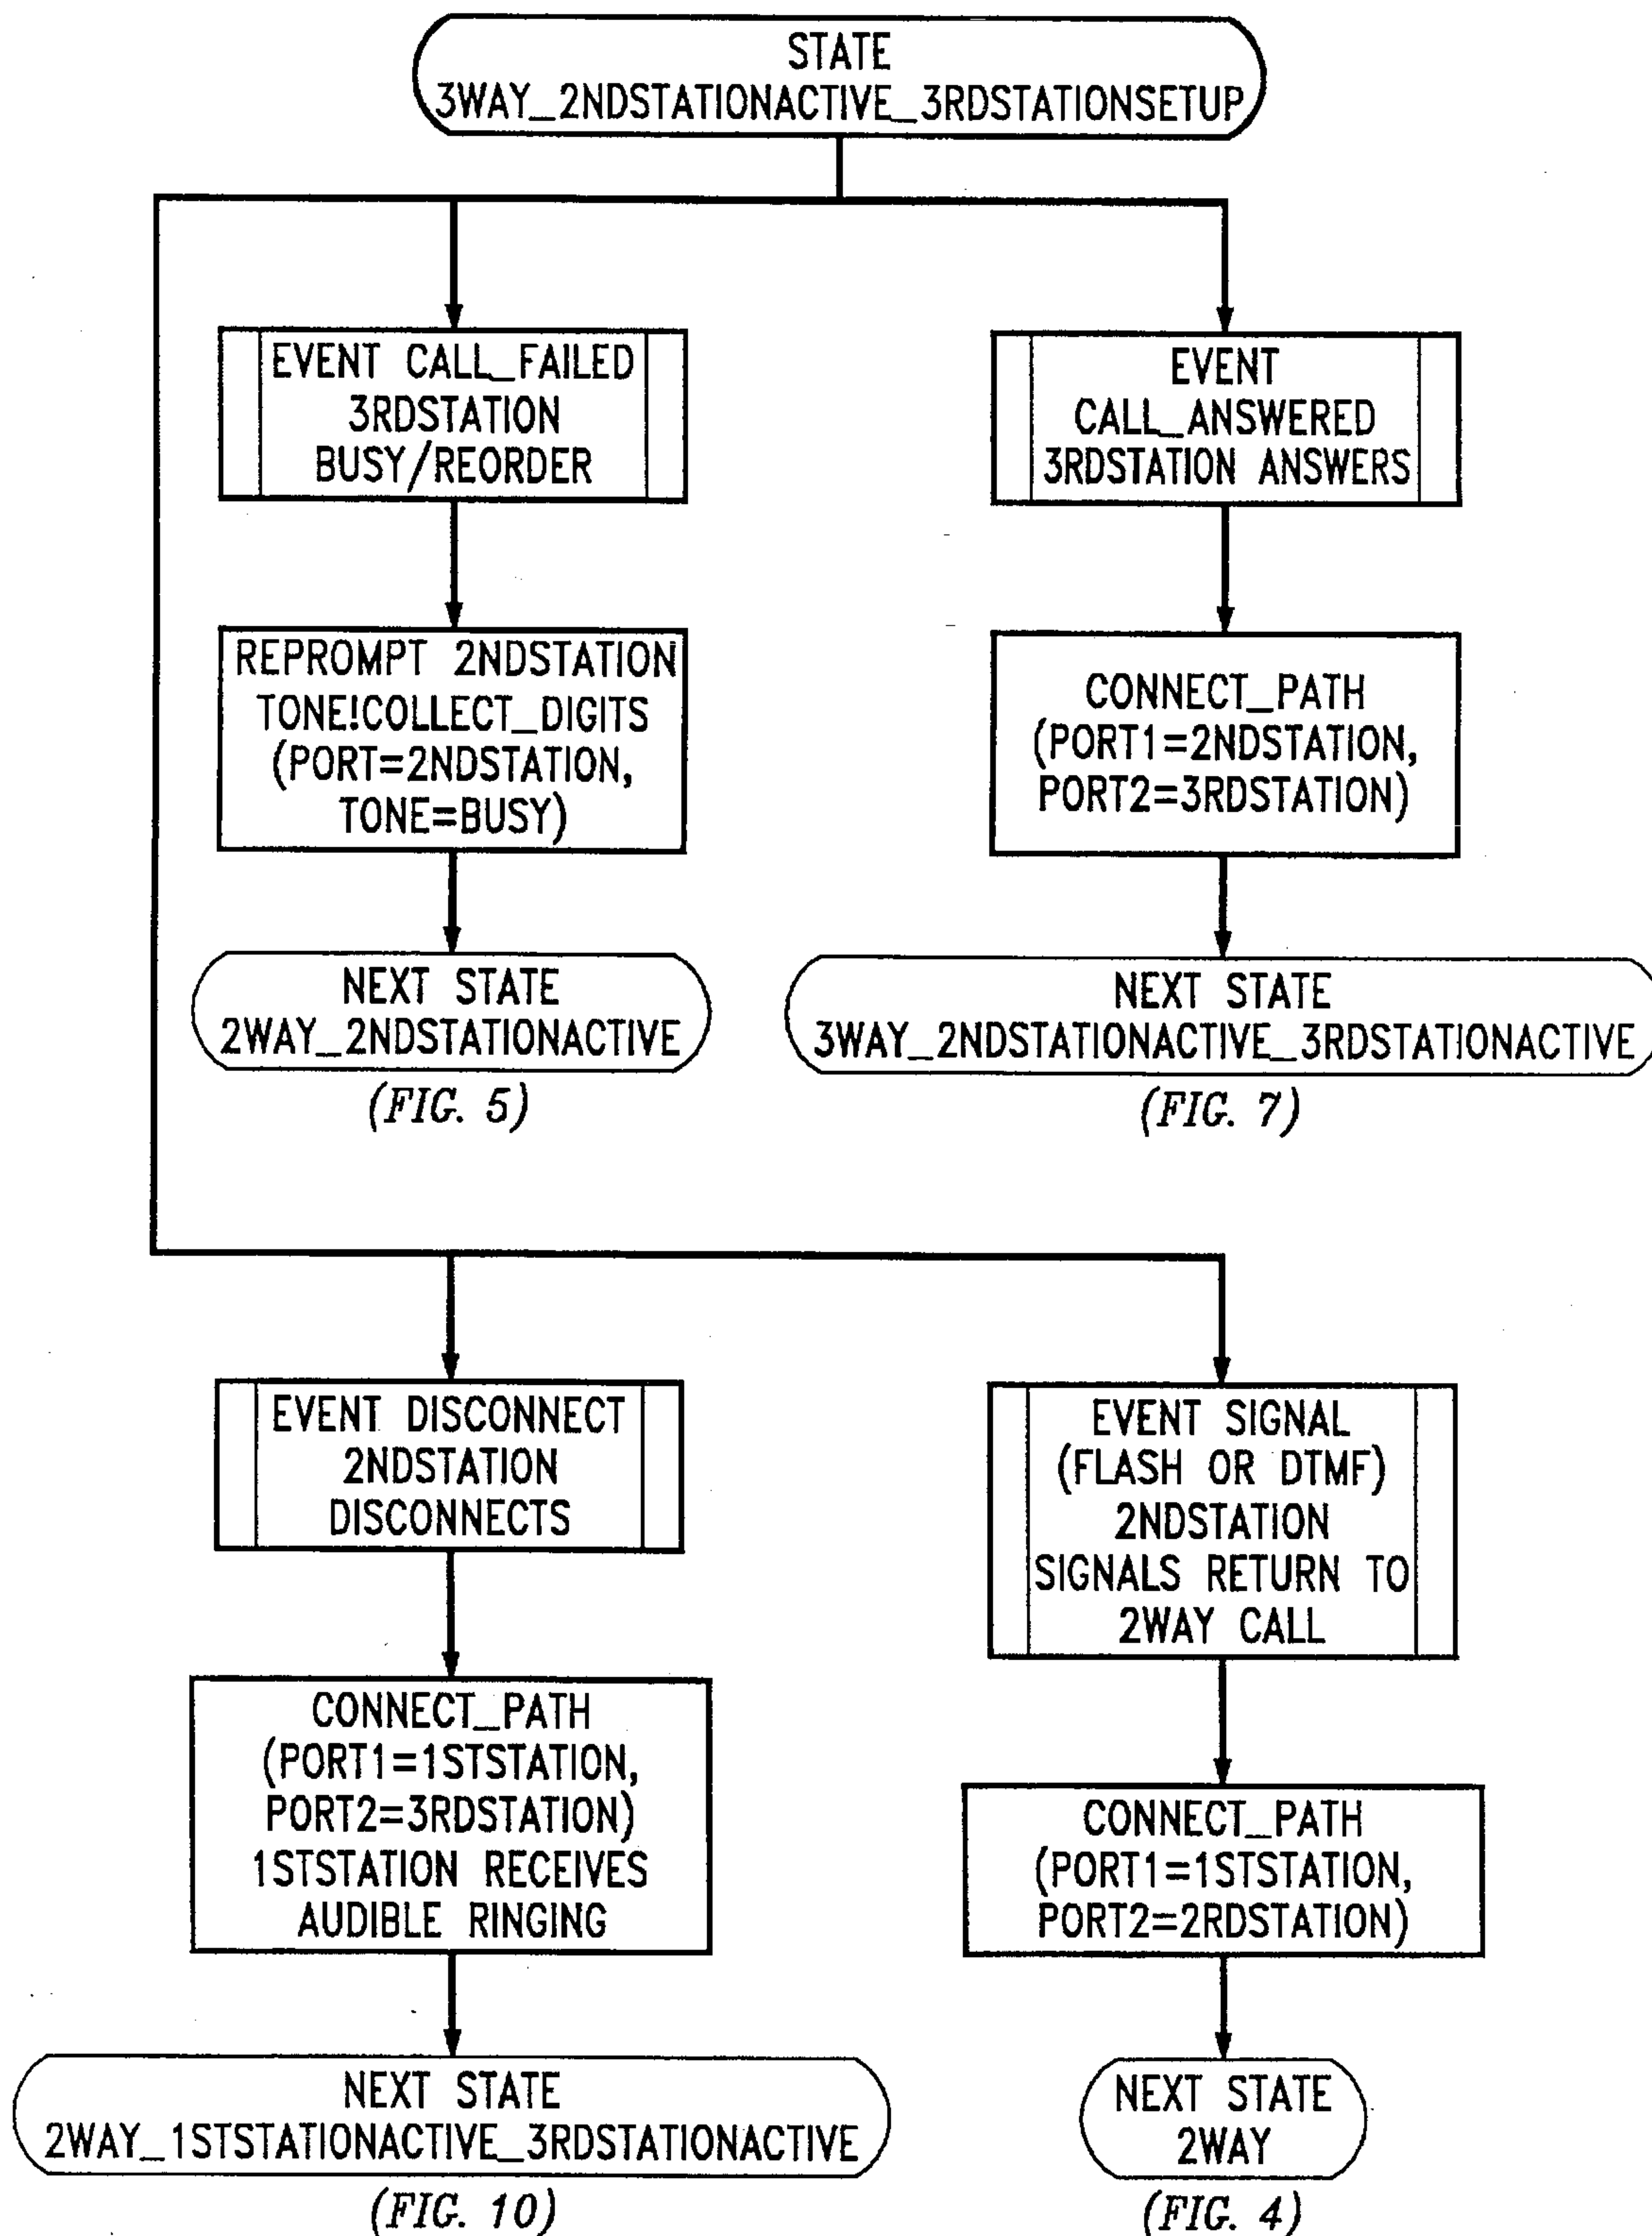 STATE
3WAY_2NDSTATIONACTIVE_3RDSTATIONSETUP
EVENT CALL_FAILED
3RDSTATION
BUSY/REORDER
REPROMPT 2NDSTATION
TONE!COLLECT_DIGITS
(PORT=2NDSTATION,
TONE=BUSY)
NEXT STATE
2WAY_2NDSTATIONACTIVE
(FIG. 5)
EVENT
CALL_ANSWERED
3RDSTATION ANSWERS
CONNECT_PATH
(PORT1=2NDSTATION,
PORT2=3RDSTATION)
NEXT STATE
3WAY_2NDSTATIONACTIVE_3RDSTATIONACTIVE
(FIG. 7)
EVENT DISCONNECT
2NDSTATION
DISCONNECTS
CONNECT_PATH
(PORT1=1STSTATION,
PORT2=3RDSTATION)
1STSTATION RECEIVES
AUDIBLE RINGING
NEXT STATE
2WAY_1STSTATIONACTIVE_3RDSTATIONACTIVE
(FIG. 10)
EVENT SIGNAL
(FLASH OR DTMF)
2NDSTATION
SIGNALS RETURN TO
2WAY CALL
CONNECT_PATH
(PORT1=1STSTATION,
PORT2=2RDSTATION)
NEXT STATE
2WAY
(FIG. 4)